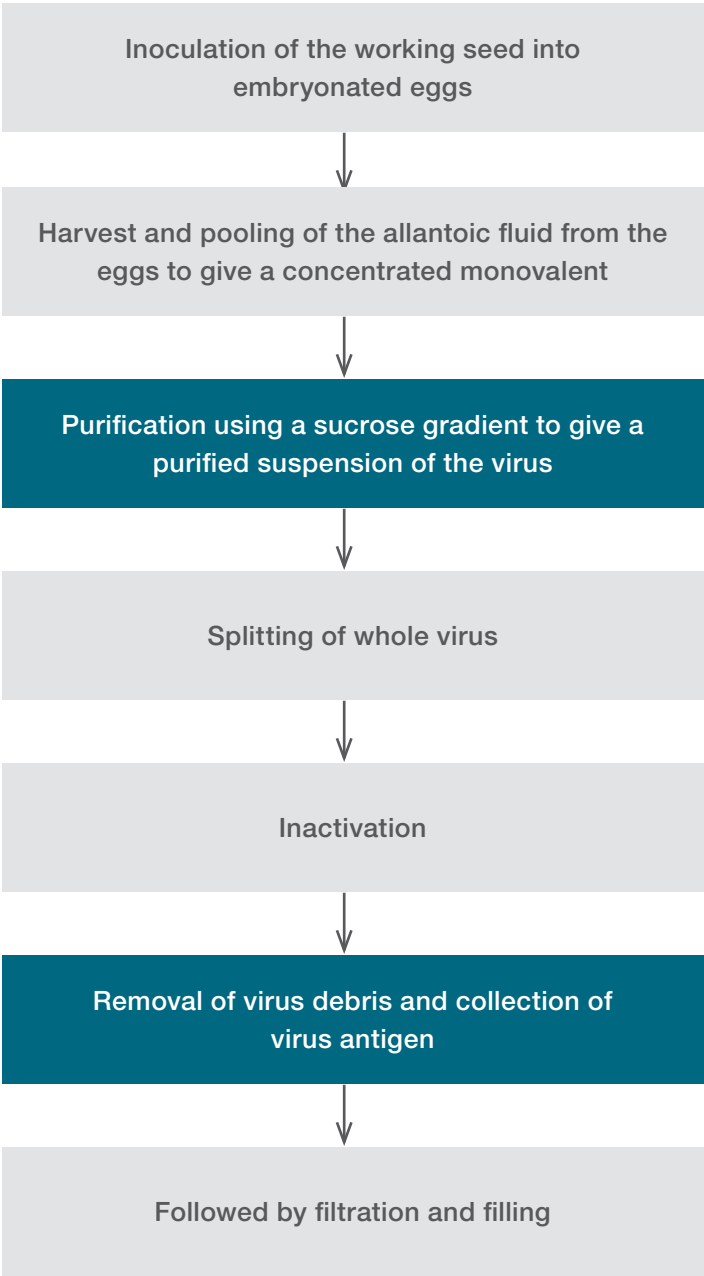 Inoculation of the working seed into
embryonated eggs
Harvest and pooling of the allantoic fluid from the
eggs to give a concentrated monovalent
Purification using a sucrose gradient to give a
purified suspension of the virus
Splitting of whole virus
Inactivation
Removal of virus debris and collection of
virus antigen
Followed by filtration and filling